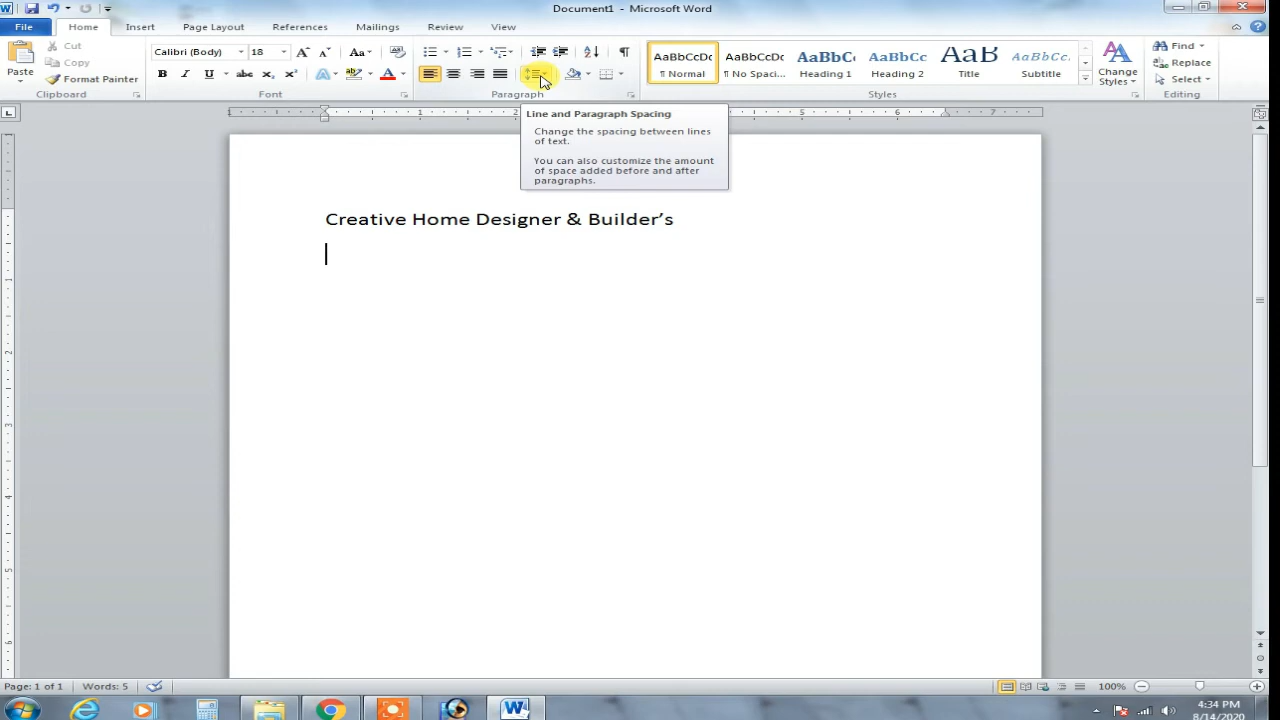 Document1 - Microsoft Word
File Home Insert Page Layout References Mailings Review View
Paste
Cut
Copy
Format Painter
Clipboard
Calibri (Body) 18
Font
Paragraph
AaBbCcDc AaBbCcDc AaBbC AaBbCc AaB AaBbCc.
¶ Normal ¶ No Spaci... Heading 1 Heading 2 Title Subtitle
Change Styles
Styles
Find
Replace
Select
Editing
Line and Paragraph Spacing
Change the spacing between lines
of text.
You can also customize the amount
of space added before and after
paragraphs.
Creative Home Designer & Builder’s
Page: 1 of 1 Words: 5
100%
4:34 PM
8/14/2020